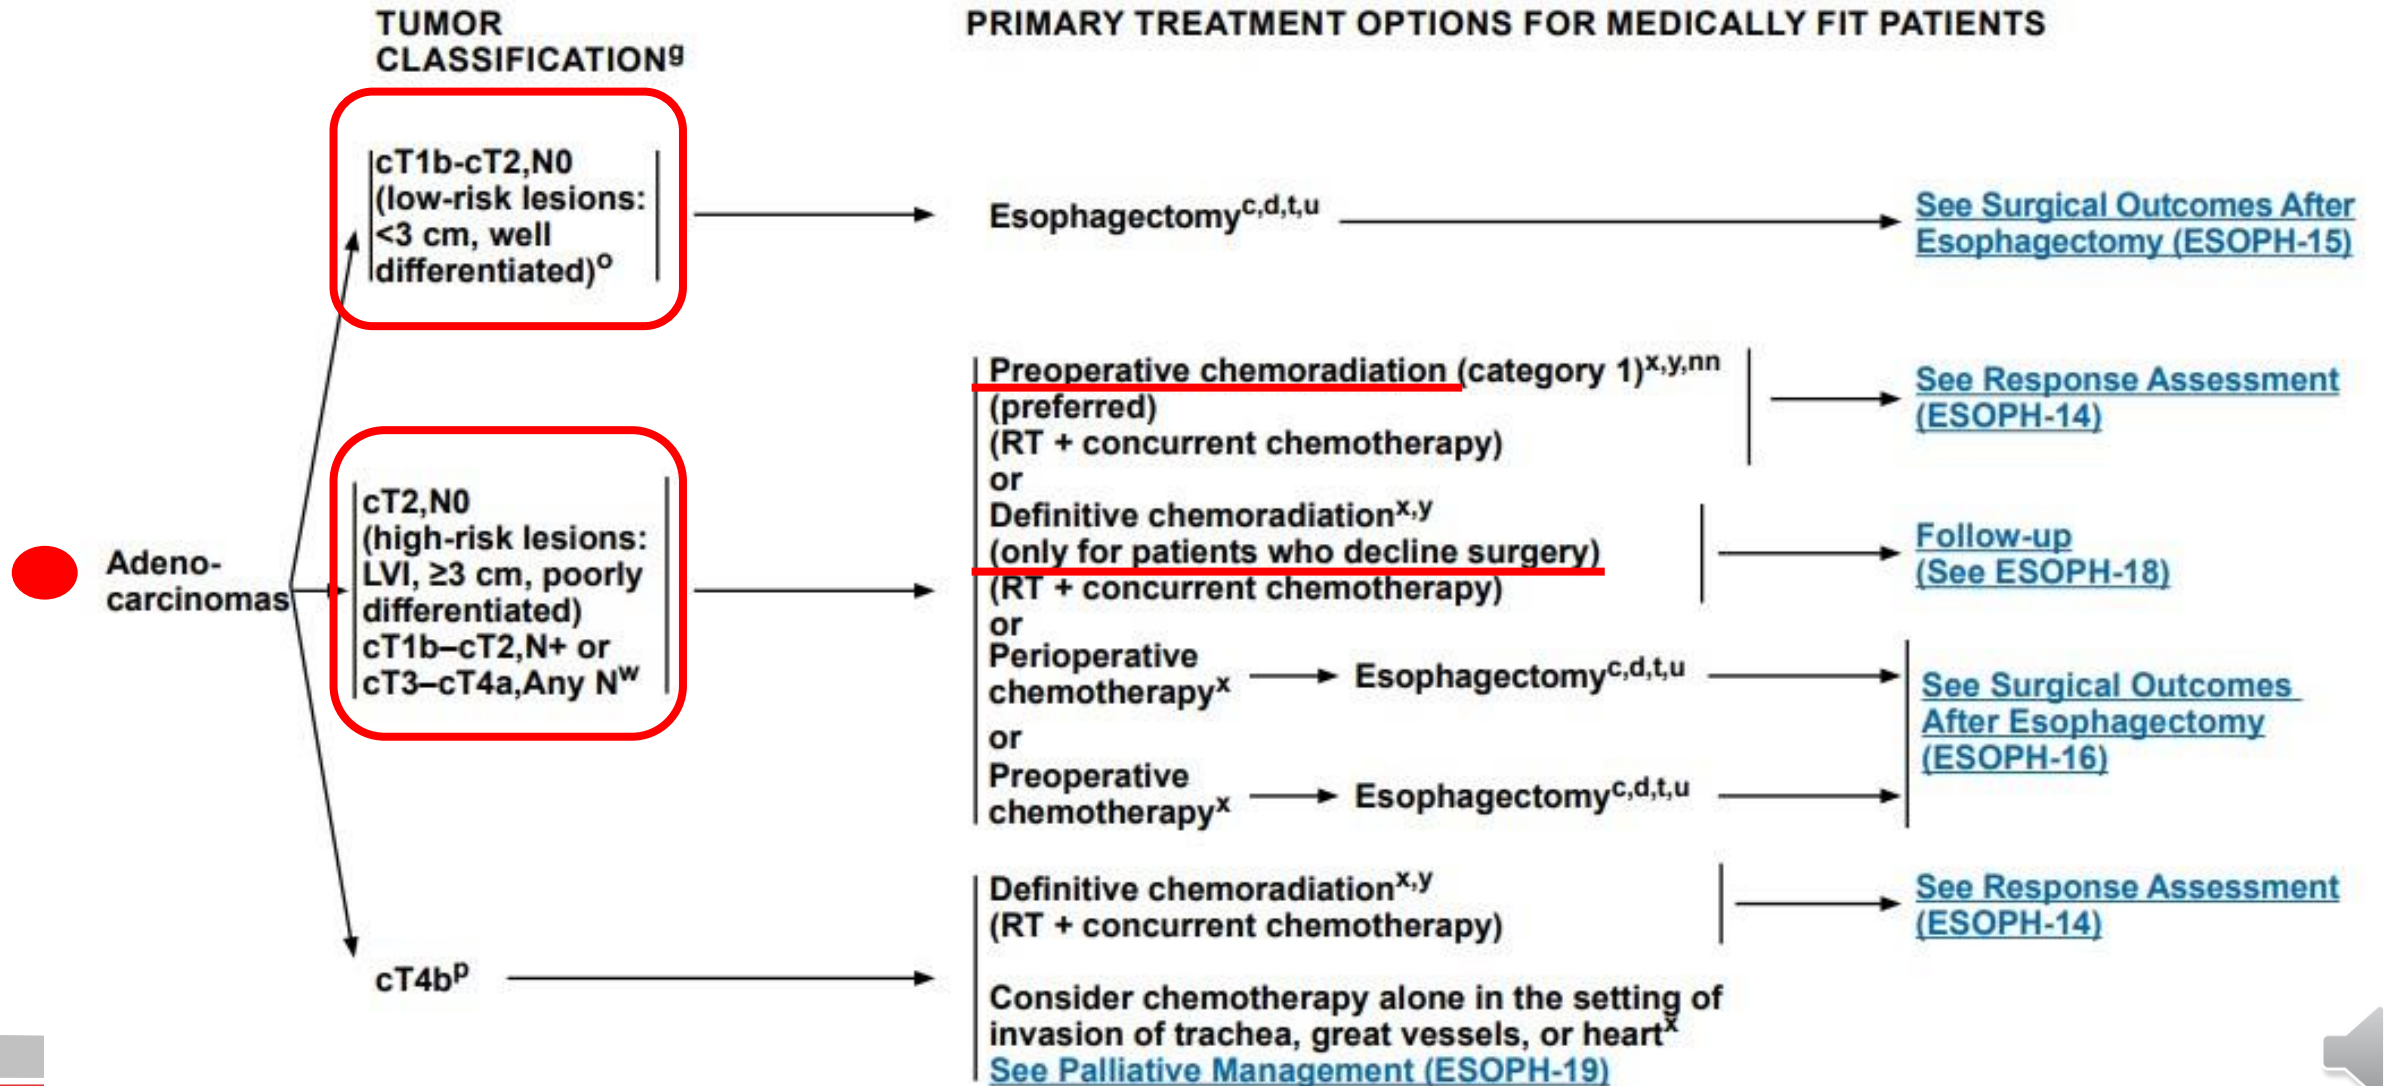 TUMOR
CLASSIFICATIONg
PRIMARY TREATMENT OPTIONS FOR MEDICALLY FIT PATIENTS
Adeno-
carcinomas
cT1b-cT2,N0
(low-risk lesions:
<3 cm, well
differentiated)o
Esophagectomyc,d,t,u
See Surgical Outcomes After
Esophagectomy (ESOPH-15)
cT2,N0
(high-risk lesions:
LVI, ≥3 cm, poorly
differentiated)
cT1b–cT2,N+ or
cT3–cT4a,Any Nw
Preoperative chemoradiation (category 1)x,y,nn
(preferred)
(RT + concurrent chemotherapy)
or
Definitive chemoradiationx,y
(only for patients who decline surgery)
(RT + concurrent chemotherapy)
or
Perioperative
chemotherapyx
Esophagectomyc,d,t,u
or
Preoperative
chemotherapyx
Esophagectomyc,d,t,u
See Response Assessment
(ESOPH-14)
Follow-up
(See ESOPH-18)
See Surgical Outcomes
After Esophagectomy
(ESOPH-16)
cT4bp
Definitive chemoradiationx,y
(RT + concurrent chemotherapy)
See Response Assessment
(ESOPH-14)
Consider chemotherapy alone in the setting of
invasion of trachea, great vessels, or heartx
See Palliative Management (ESOPH-19)